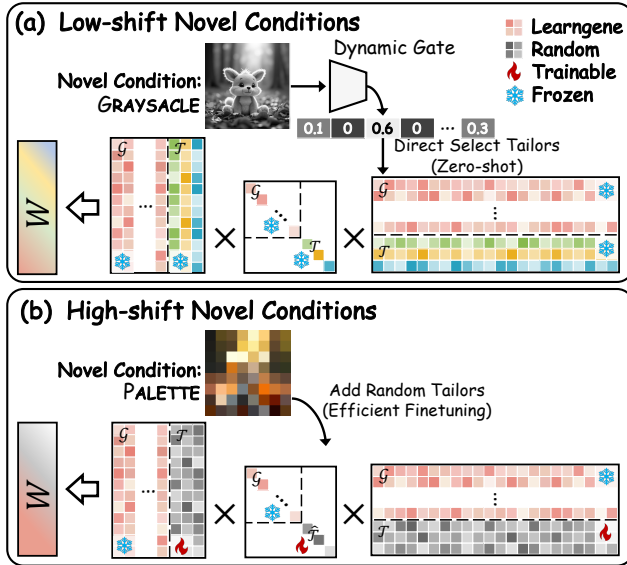 (a) Low-shift Novel Conditions
Learngene
Random
Trainable
Frozen
Dynamic Gate
Novel Condition:
GRAYSACLE
0.1 0 0.6 0 ... 0.3
Direct Select Tailors
(Zero-shot)
W
G
T
...
×
G
...
T
×
G
...
T
(b) High-shift Novel Conditions
Novel Condition:
PALETTE
Add Random Tailors
(Efficient Finetuning)
W
G
T
...
×
G
...
T̂
×
G
...
T